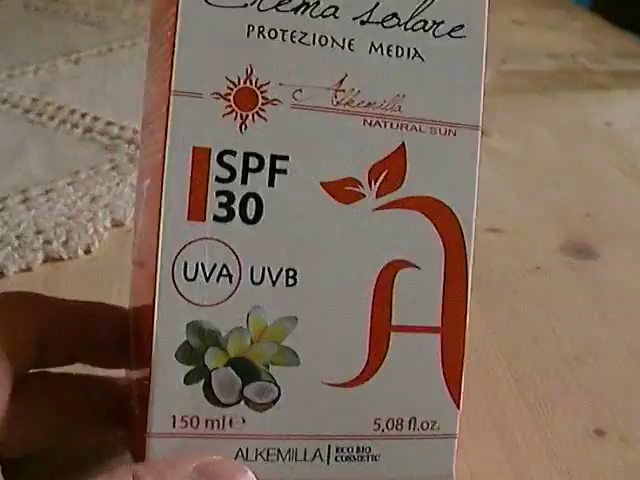 Crema solare
PROTEZIONE MEDIA
Alkemilla
NATURAL SUN
SPF
30
UVA UVB
150 ml e
5,08 fl.oz.
ALKEMILLA ECO BIO
COSMETIC